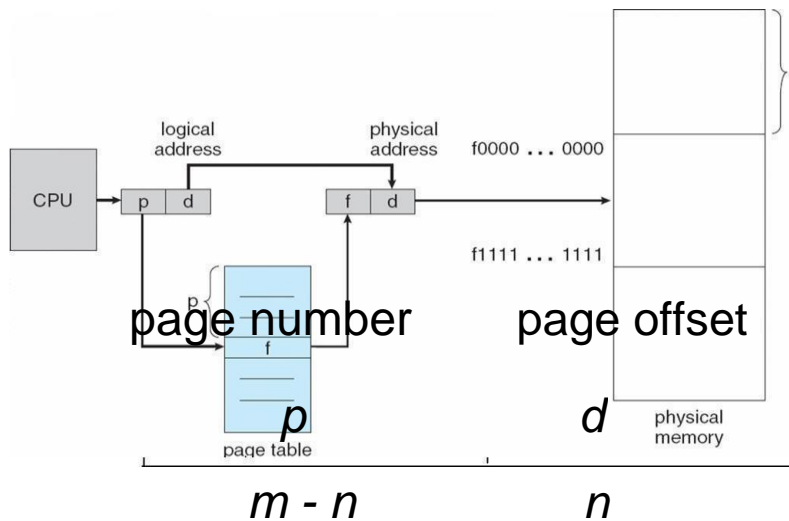 logical
address
physical
address
f0000 ... 0000
CPU
p d
f d
f1111 ... 1111
p
page number
page offset
f
p
d
physical
memory
page table
m - n
n